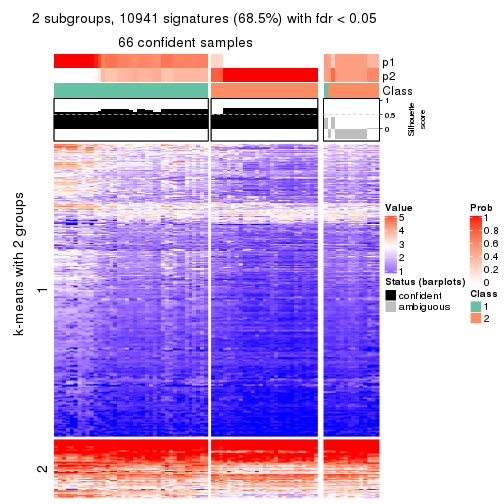 2 subgroups, 10941 signatures (68.5%) with fdr < 0.05
66 confident samples
p1
p2
Class
1
0.5
0
Silhouette
score
k-means with 2 groups
1
2
Value
5
4
3
2
1
Status (barplots)
confident
ambiguous
Prob
1
0.8
0.6
0.4
0.2
0
Class
1
2